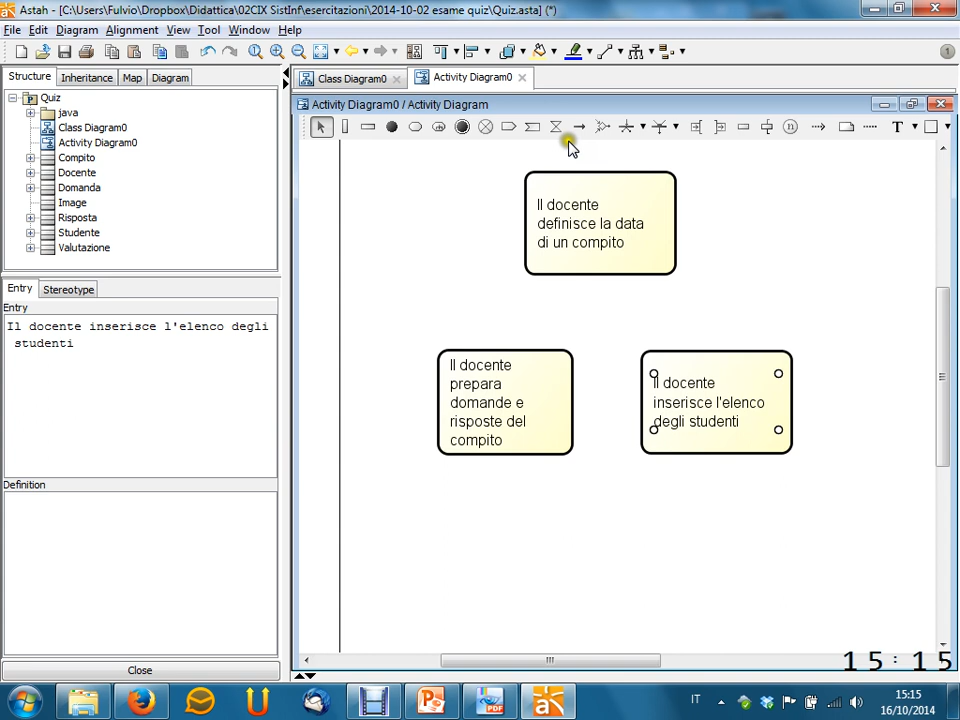 Astah - [C:\Users\Fulvio\Dropbox\Didattica\02CIX SistInf\esercitazioni\2014-10-02 esame quiz\Quiz.asta] (*)
File Edit Diagram Alignment View Tool Window Help
1
Structure Inheritance Map Diagram
Class Diagram0 Activity Diagram0
Quiz
java
Class Diagram0
Activity Diagram0
Compito
Docente
Domanda
Image
Risposta
Studente
Valutazione
Activity Diagram0 / Activity Diagram
n T
Il docente
definisce la data
di un compito
Il docente
prepara
domande e
risposte del
compito
Il docente
inserisce l'elenco
degli studenti
Entry Stereotype
Entry
Il docente inserisce l'elenco degli
studenti
Definition
Close
15:15
IT
15:15
16/10/2014